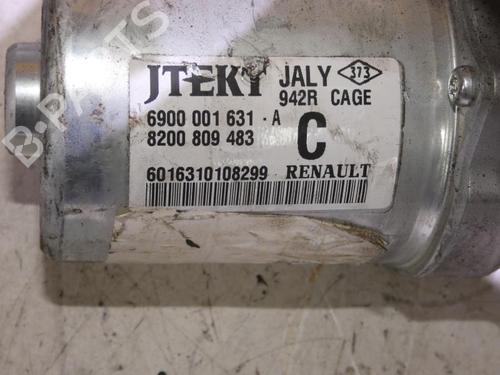 JTEKT JALY 373
942R CAGE
6900 001 631 · A
8200 809 483 C
6016310108299 RENAULT
B-PARTS